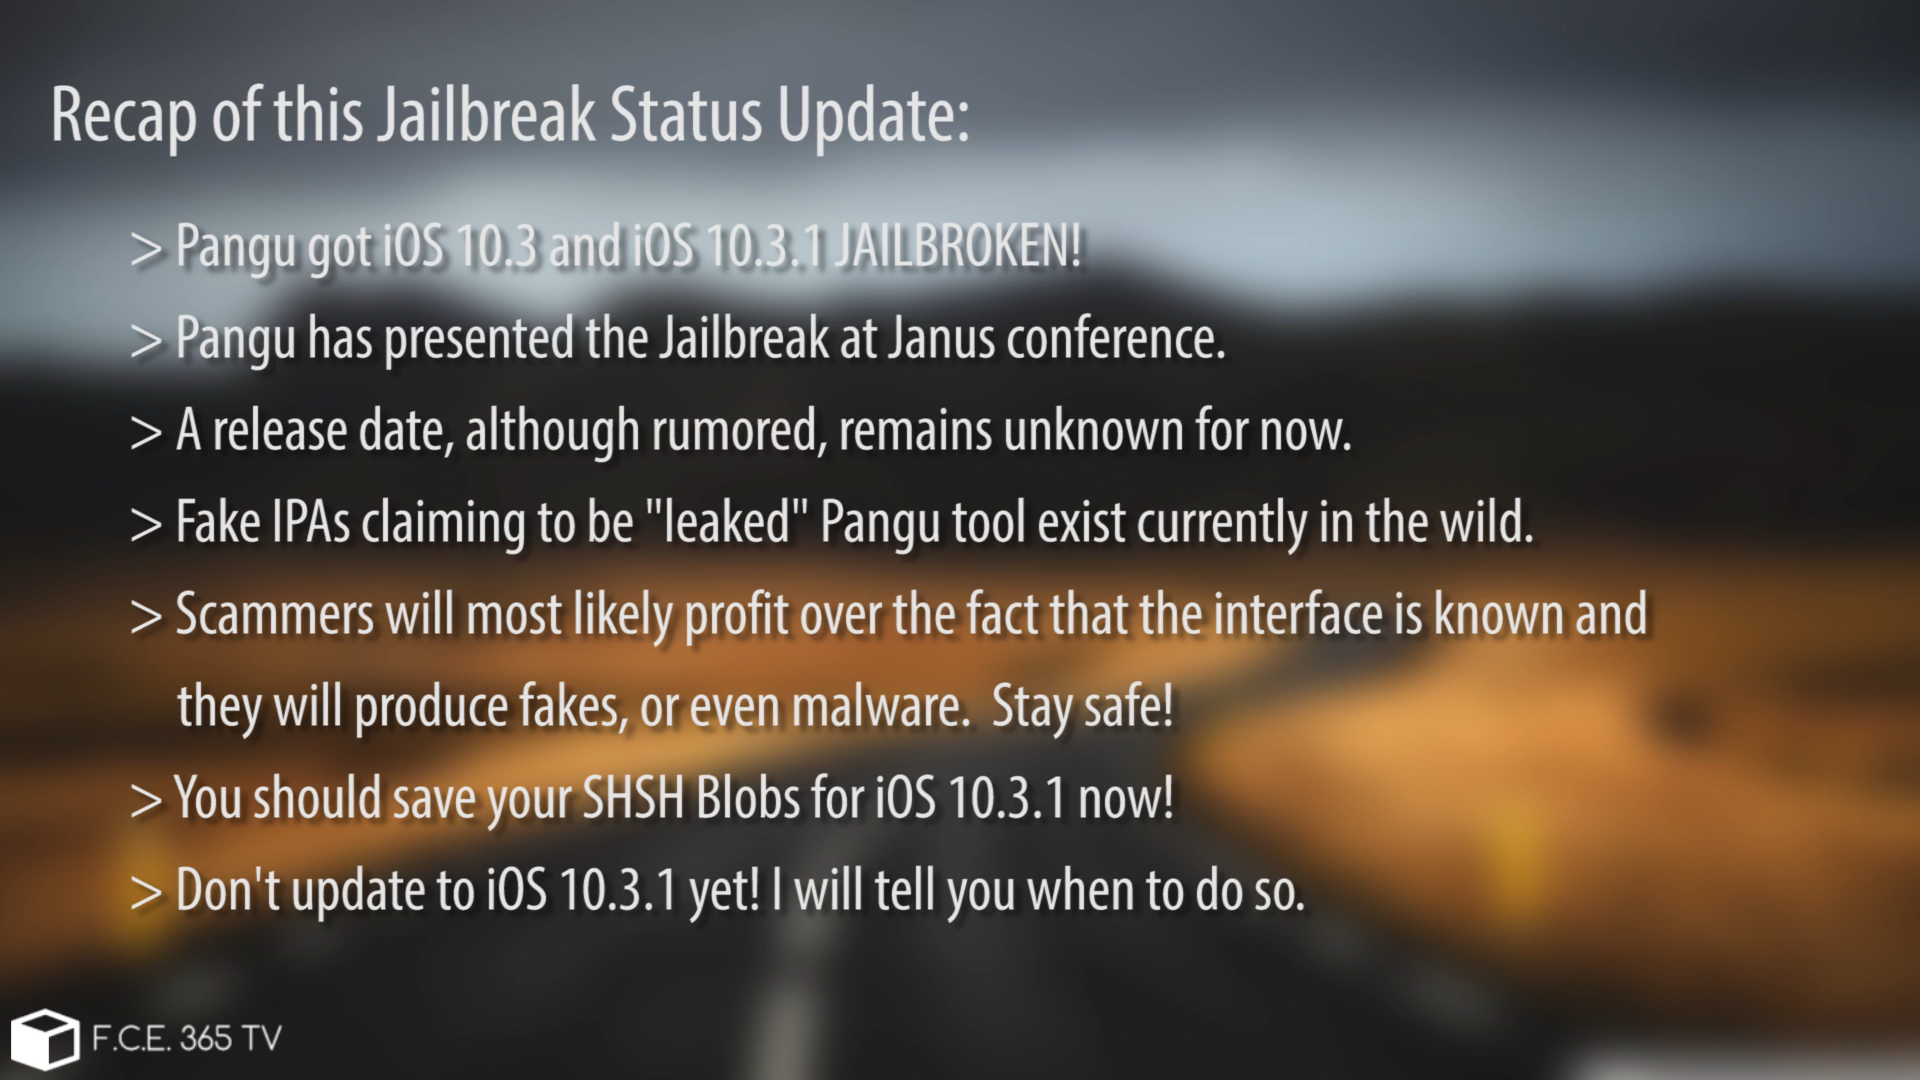 Recap of this Jailbreak Status Update:
> Pangu got iOS 10.3 and iOS 10.3.1 JAILBROKEN!
> Pangu has presented the Jailbreak at Janus conference.
> A release date, although rumored, remains unknown for now.
> Fake IPAs claiming to be "leaked" Pangu tool exist currently in the wild.
> Scammers will most likely profit over the fact that the interface is known and
they will produce fakes, or even malware.  Stay safe!
> You should save your SHSH Blobs for iOS 10.3.1 now!
> Don't update to iOS 10.3.1 yet! I will tell you when to do so.
F.C.E. 365 TV